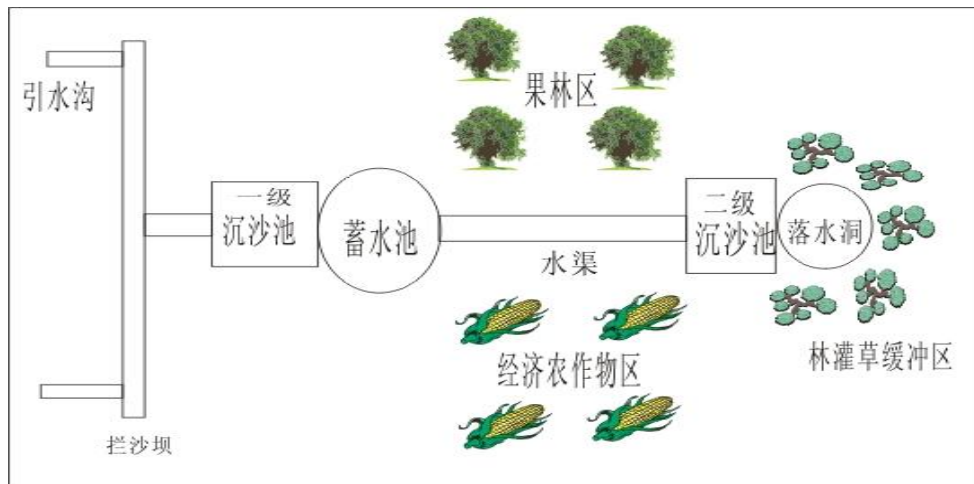 引水沟
果林区
一级
沉沙池
蓄水池
水渠
二级
沉沙池
落水洞
经济农作物区
林灌草缓冲区
拦沙坝